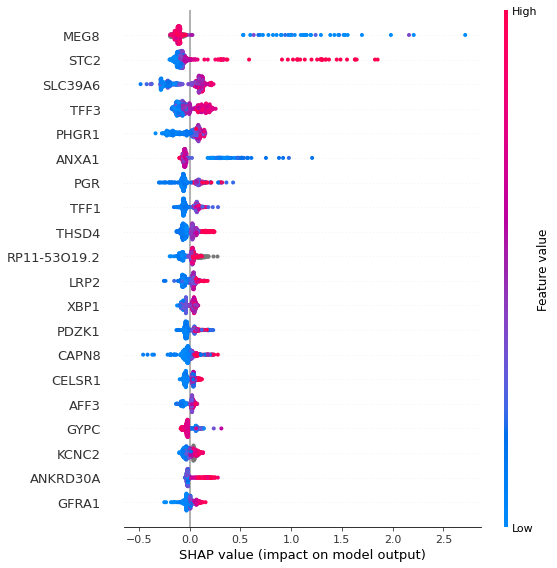 High
MEG8
STC2
SLC39A6
TFF3
PHGR1
ANXA1
PGR
TFF1
THSD4
RP11-53O19.2
LRP2
XBP1
PDZK1
CAPN8
CELSR1
AFF3
GYPC
KCNC2
ANKRD30A
GFRA1
Feature value
Low
−0.5 0.0 0.5 1.0 1.5 2.0 2.5
SHAP value (impact on model output)